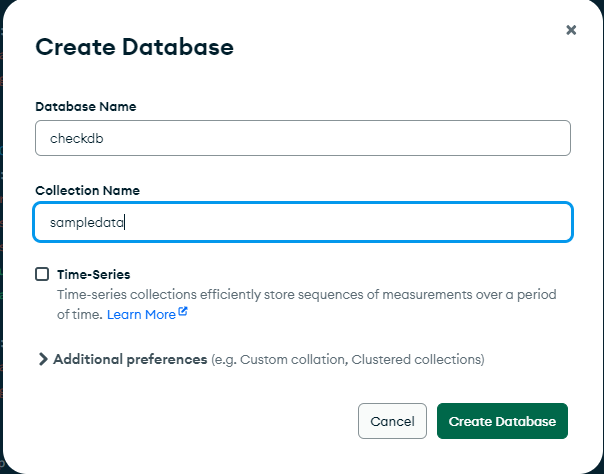 Create Database
Database Name
checkdb
Collection Name
sampledata
Time-Series
Time-series collections efficiently store sequences of measurements over a period
of time. Learn More
Additional preferences (e.g. Custom collation, Clustered collections)
Cancel
Create Database